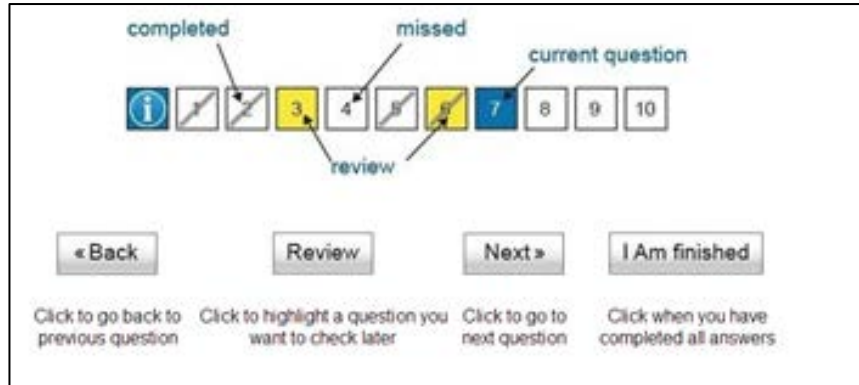 completed missed
current question
i 1 2 3 4 5 6 7 8 9 10
review
« Back Review Next » I Am finished
Click to go back to Click to highlight a question you Click to go to Click when you have
previous question want to check later next question completed all answers